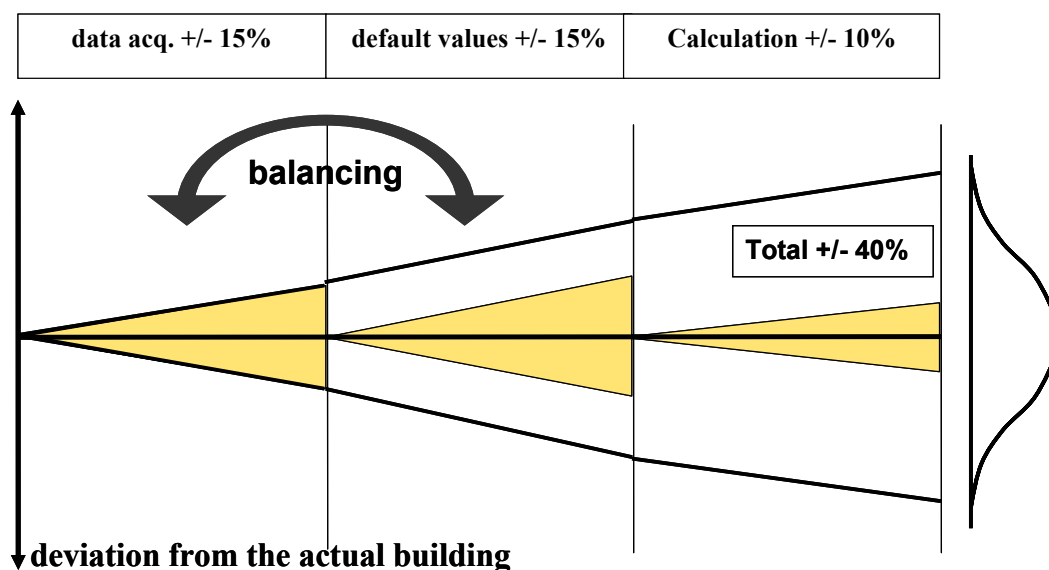 data acq. +/- 15%
default values +/- 15%
Calculation +/- 10%
balancing
Total +/- 40%
deviation from the actual building